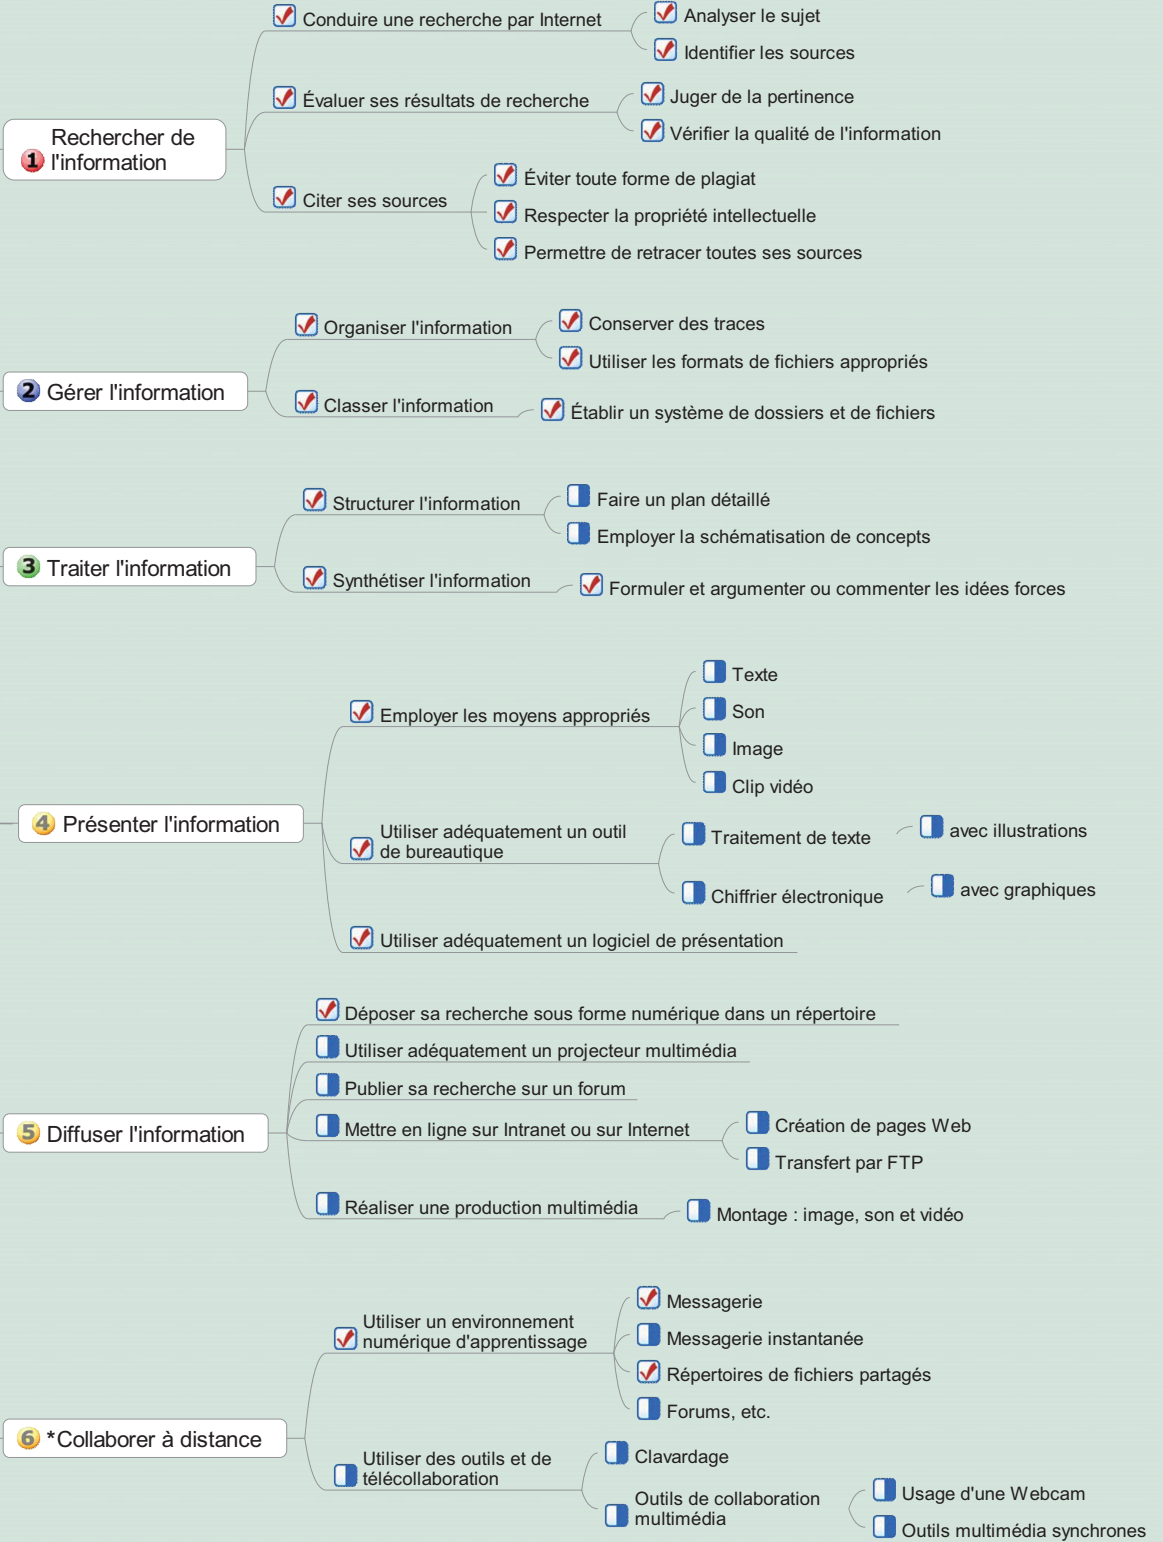 1 Rechercher de
l'information
Conduire une recherche par Internet
Analyser le sujet
Identifier les sources
Évaluer ses résultats de recherche
Juger de la pertinence
Vérifier la qualité de l'information
Citer ses sources
Éviter toute forme de plagiat
Respecter la propriété intellectuelle
Permettre de retracer toutes ses sources
2 Gérer l'information
Organiser l'information
Conserver des traces
Utiliser les formats de fichiers appropriés
Classer l'information
Établir un système de dossiers et de fichiers
3 Traiter l'information
Structurer l'information
Faire un plan détaillé
Employer la schématisation de concepts
Synthétiser l'information
Formuler et argumenter ou commenter les idées forces
4 Présenter l'information
Employer les moyens appropriés
Texte
Son
Image
Clip vidéo
Utiliser adéquatement un outil
de bureautique
Traitement de texte
avec illustrations
Chiffrier électronique
avec graphiques
Utiliser adéquatement un logiciel de présentation
5 Diffuser l'information
Déposer sa recherche sous forme numérique dans un répertoire
Utiliser adéquatement un projecteur multimédia
Publier sa recherche sur un forum
Mettre en ligne sur Intranet ou sur Internet
Création de pages Web
Transfert par FTP
Réaliser une production multimédia
Montage : image, son et vidéo
6 *Collaborer à distance
Utiliser un environnement
numérique d'apprentissage
Messagerie
Messagerie instantanée
Répertoires de fichiers partagés
Forums, etc.
Utiliser des outils et de
télécollaboration
Clavardage
Outils de collaboration
multimédia
Usage d'une Webcam
Outils multimédia synchrones